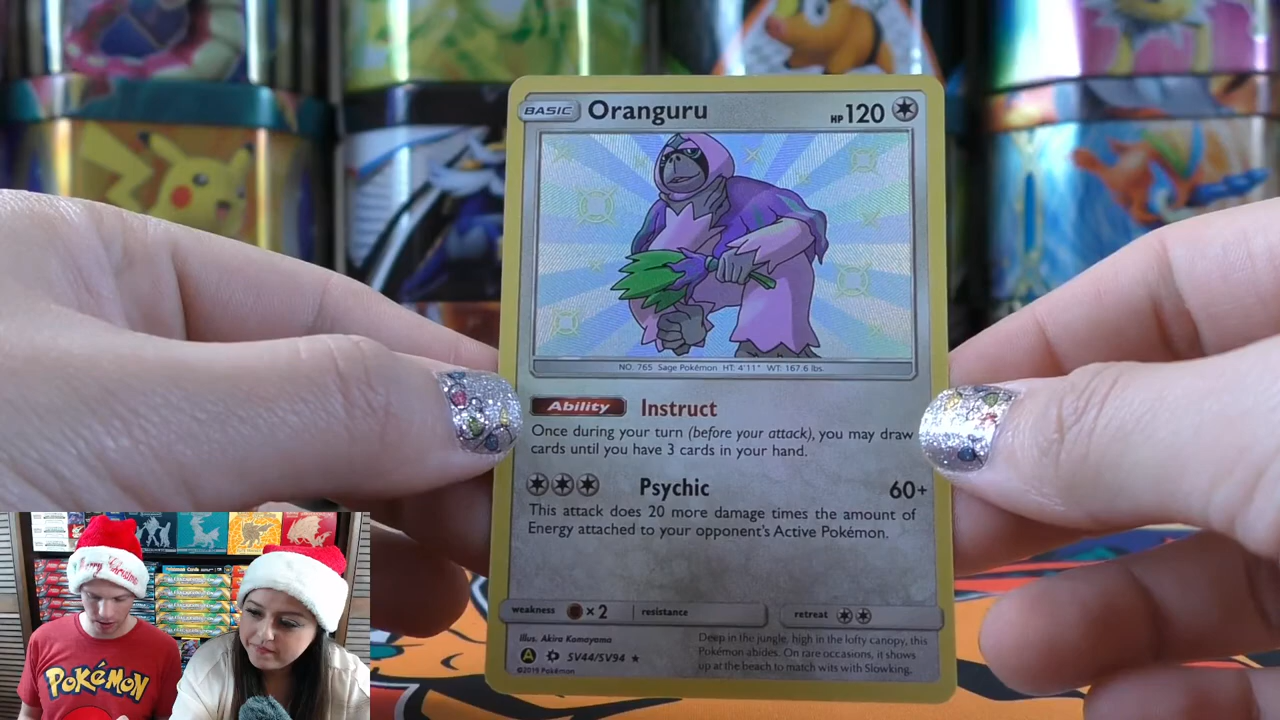 BASIC Oranguru HP 120
NO. 765 Sage Pokémon HT: 4'11" WT: 167.6 lbs.
Ability Instruct
Once during your turn (before your attack), you may draw
cards until you have 3 cards in your hand.
Psychic 60+
This attack does 20 more damage times the amount of
Energy attached to your opponent's Active Pokémon.
weakness ×2 resistance retreat
Illus. Akira Komayama
A SV44/SV94 ★
©2019 Pokémon
Deep in the jungle, high in the lofty canopy, this
Pokémon abides. On rare occasions, it shows
up at the beach to match wits with Slowking.
Merry Christmas
POKéMON